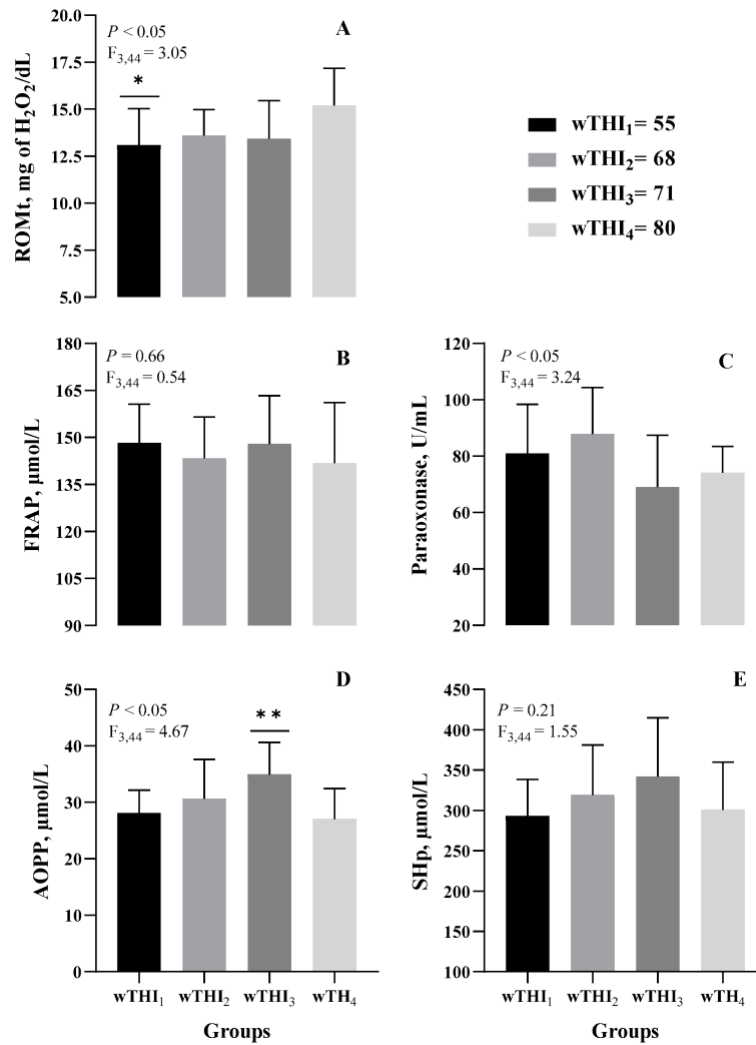 A
P < 0.05
F3,44 = 3.05
*
ROMt, mg of H2O2/dL
20.0
17.5
15.0
12.5
10.0
7.5
5.0
wTHI1= 55
wTHI2= 68
wTHI3= 71
wTHI4= 80
B
P = 0.66
F3,44 = 0.54
FRAP, µmol/L
180
165
150
135
120
105
90
C
P < 0.05
F3,44 = 3.24
Paraoxonase, U/mL
120
100
80
60
40
20
D
P < 0.05
F3,44 = 4.67
**
AOPP, µmol/L
50
40
30
20
10
0
wTHI1 wTHI2 wTHI3 wTH4
Groups
E
P = 0.21
F3,44 = 1.55
SHp, µmol/L
450
400
350
300
250
200
150
100
wTHI1 wTHI2 wTHI3 wTH4
Groups